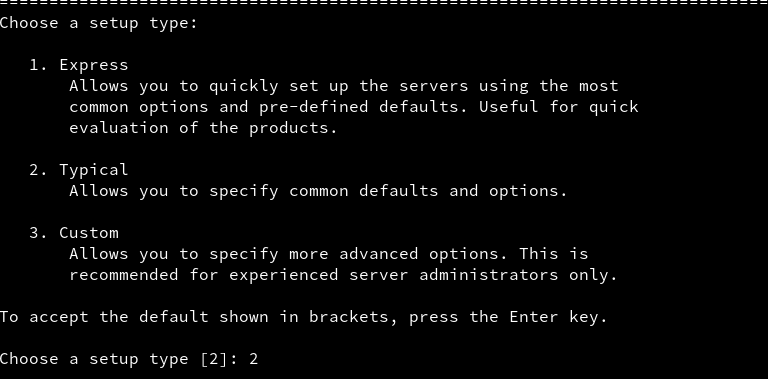 Choose a setup type:
1. Express
Allows you to quickly set up the servers using the most
common options and pre-defined defaults. Useful for quick
evaluation of the products.
2. Typical
Allows you to specify common defaults and options.
3. Custom
Allows you to specify more advanced options. This is
recommended for experienced server administrators only.
To accept the default shown in brackets, press the Enter key.
Choose a setup type [2]: 2